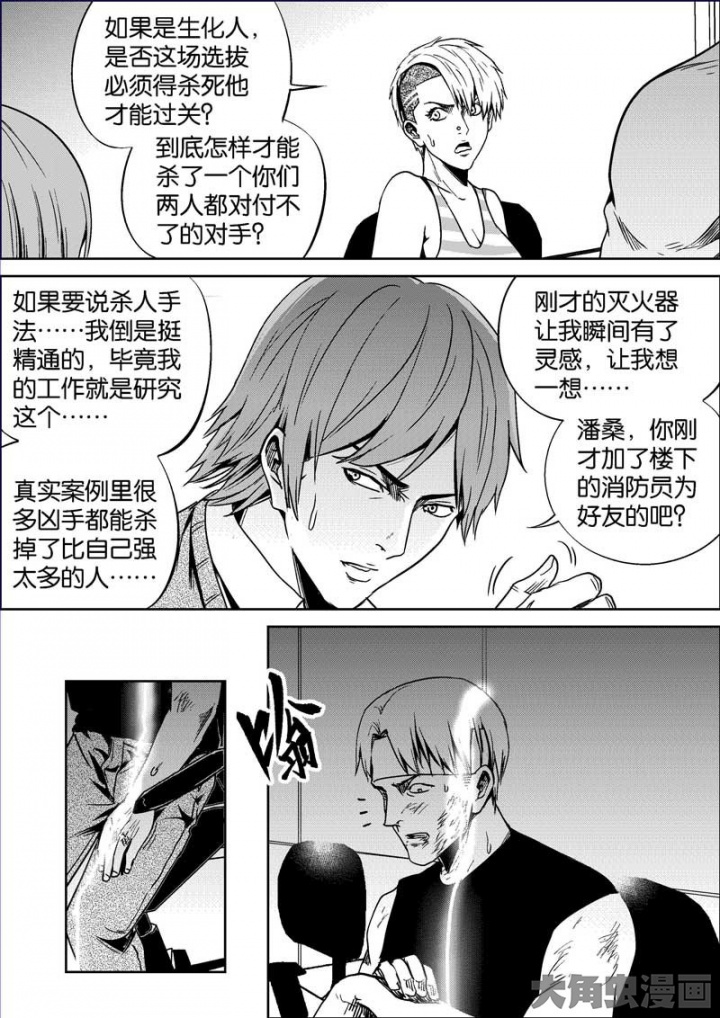 如果是生化人，
是否这场选拔
必须得杀死他
才能过关？
到底怎样才能
杀了一个你们
两人都对付不
了的对手？
如果要说杀人手
法……我倒是挺
精通的，毕竟我
的工作就是研究
这个……
真实案例里很
多凶手都能杀
掉了比自己强
太多的人……
刚才的灭火器
让我瞬间有了
灵感，让我想
一想……
潘桑，你刚
才加了楼下
的消防员为
好友的吧？
嗡
大角虫漫画